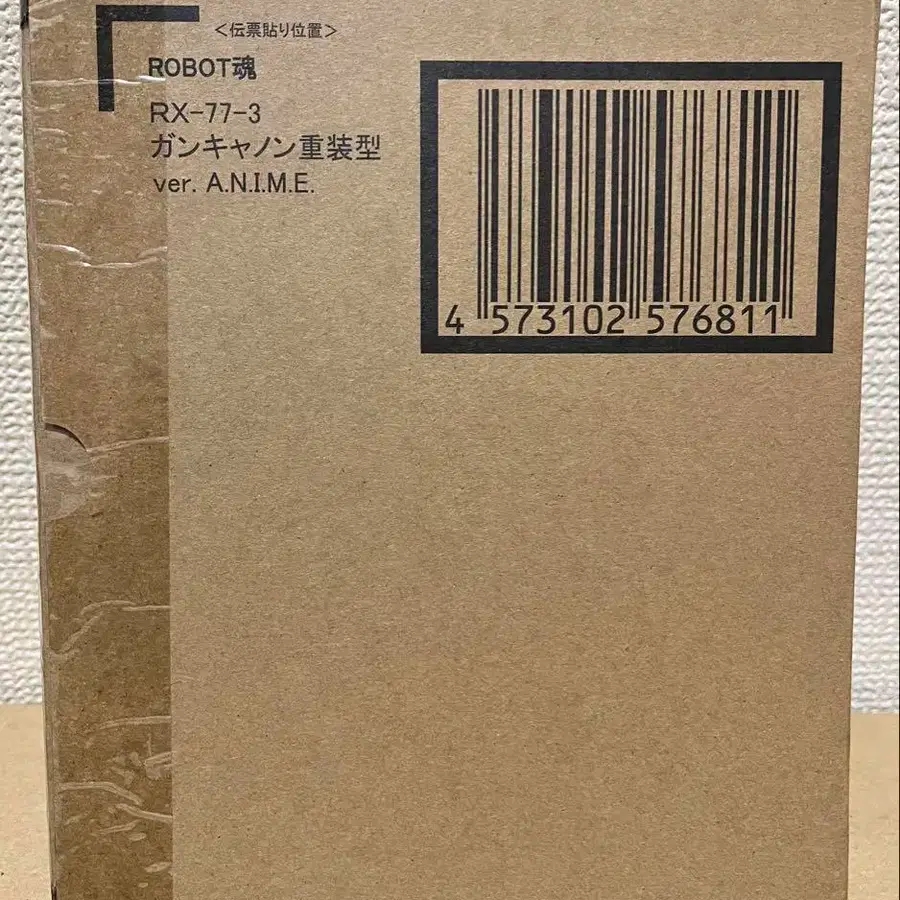 <伝票貼り位置>
ROBOT魂
RX-77-3
ガンキャノン重装型
ver. A.N.I.M.E.
4 573102 576811